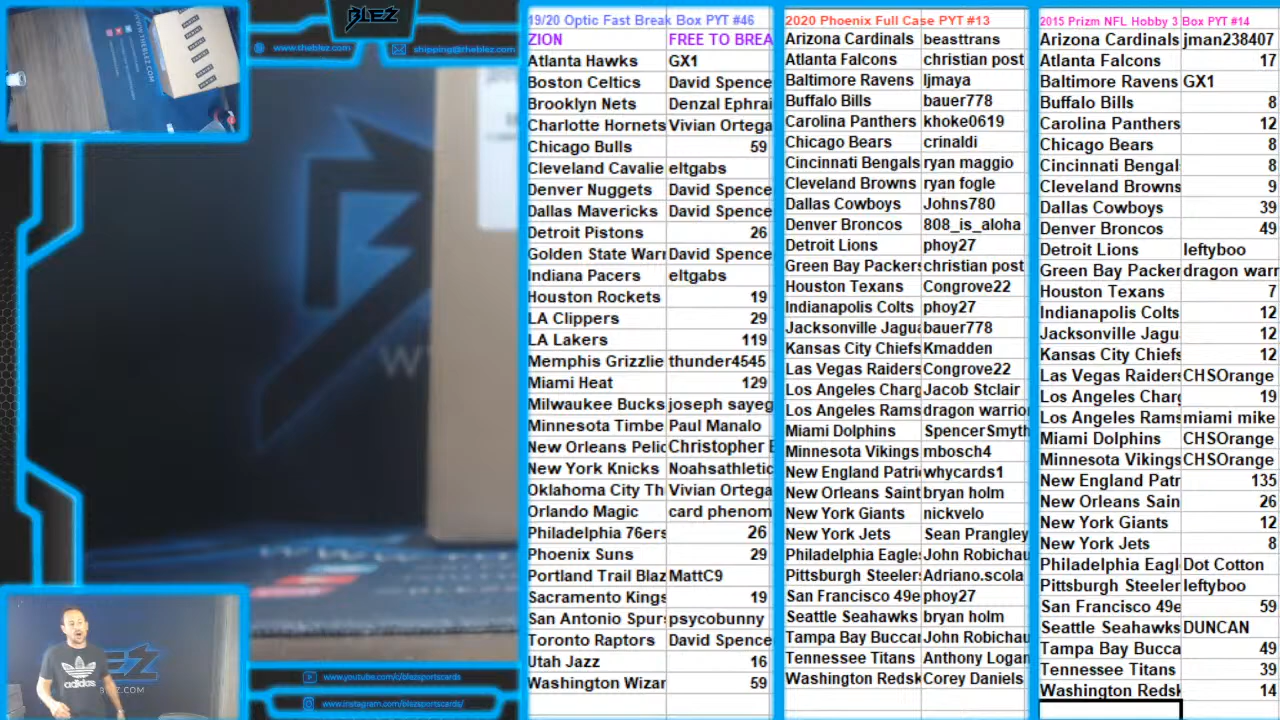 BLEZ
www.theblez.com
shipping@theblez.com
19/20 Optic Fast Break Box PYT #46
ZION FREE TO BREA
Atlanta Hawks GX1
Boston Celtics David Spence
Brooklyn Nets Denzal Ephrai
Charlotte Hornets Vivian Ortega
Chicago Bulls 59
Cleveland Cavalie eltgabs
Denver Nuggets David Spence
Dallas Mavericks David Spence
Detroit Pistons 26
Golden State Warr David Spence
Indiana Pacers eltgabs
Houston Rockets 19
LA Clippers 29
LA Lakers 119
Memphis Grizzlie thunder4545
Miami Heat 129
Milwaukee Bucks joseph sayeg
Minnesota Timbe Paul Manalo
New Orleans Pelic Christopher E
New York Knicks Noahsathletic
Oklahoma City Th Vivian Ortega
Orlando Magic card phenom
Philadelphia 76ers 26
Phoenix Suns 29
Portland Trail Blaz MattC9
Sacramento Kings 19
San Antonio Spurs psycobunny
Toronto Raptors David Spence
Utah Jazz 16
Washington Wizar 59
2020 Phoenix Full Case PYT #13
Arizona Cardinals beasttrans
Atlanta Falcons christian post
Baltimore Ravens ljmaya
Buffalo Bills bauer778
Carolina Panthers khoke0619
Chicago Bears crinaldi
Cincinnati Bengals ryan maggio
Cleveland Browns ryan fogle
Dallas Cowboys Johns780
Denver Broncos 808_is_aloha
Detroit Lions phoy27
Green Bay Packers christian post
Houston Texans Congrove22
Indianapolis Colts phoy27
Jacksonville Jagua bauer778
Kansas City Chiefs Kmadden
Las Vegas Raiders Congrove22
Los Angeles Charg Jacob Stclair
Los Angeles Rams dragon warrio
Miami Dolphins SpencerSmyth
Minnesota Vikings mbosch4
New England Patri whycards1
New Orleans Saint bryan holm
New York Giants nickvelo
New York Jets Sean Prangley
Philadelphia Eagle John Robichau
Pittsburgh Steelers Adriano.scola
San Francisco 49e phoy27
Seattle Seahawks bryan holm
Tampa Bay Buccar John Robichau
Tennessee Titans Anthony Logan
Washington Redsk Corey Daniels
2015 Prizm NFL Hobby 3 Box PYT #14
Arizona Cardinals jman238407
Atlanta Falcons 17
Baltimore Ravens GX1
Buffalo Bills 8
Carolina Panthers 12
Chicago Bears 8
Cincinnati Bengal 8
Cleveland Browns 9
Dallas Cowboys 39
Denver Broncos 49
Detroit Lions leftyboo
Green Bay Packer dragon warr
Houston Texans 7
Indianapolis Colts 12
Jacksonville Jagu 12
Kansas City Chiefs 12
Las Vegas Raiders CHSOrange
Los Angeles Charg 19
Los Angeles Rams miami mike
Miami Dolphins CHSOrange
Minnesota Vikings CHSOrange
New England Patr 135
New Orleans Sain 26
New York Giants 12
New York Jets 8
Philadelphia Eagl Dot Cotton
Pittsburgh Steeler leftyboo
San Francisco 49e 59
Seattle Seahawks DUNCAN
Tampa Bay Bucca 49
Tennessee Titans 39
Washington Redsk 14
adidas
www.youtube.com/c/blezsportscards
www.instagram.com/blezsportscards/